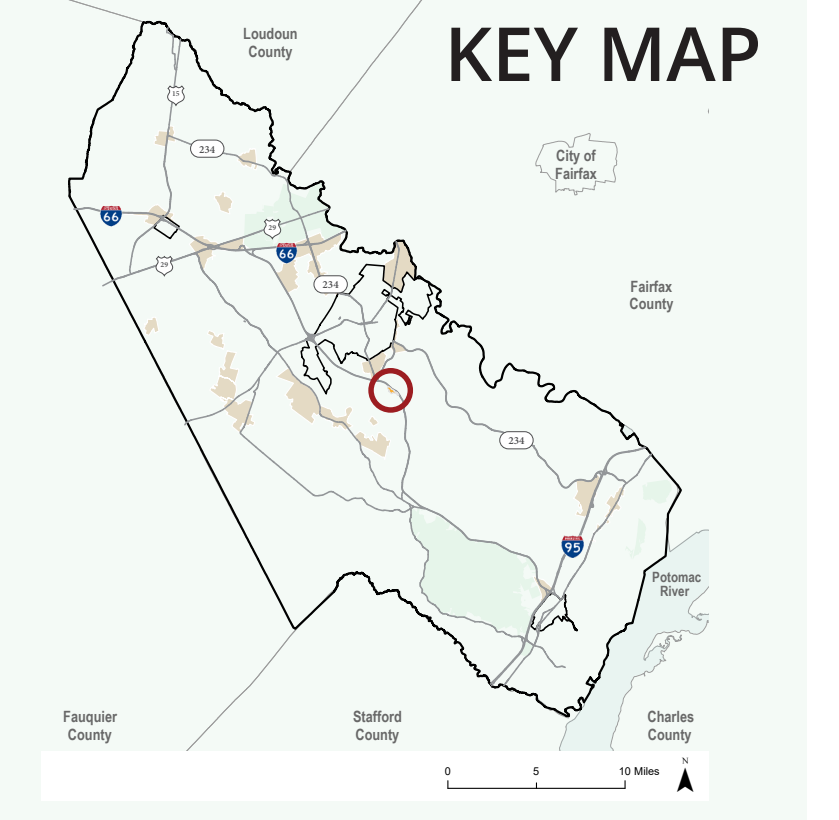 KEY MAP
Loudoun
County
15
234
City of
Fairfax
66
29
66
29
234
Fairfax
County
234
95
Potomac
River
Fauquier
County
Stafford
County
Charles
County
0 5 10 Miles
N